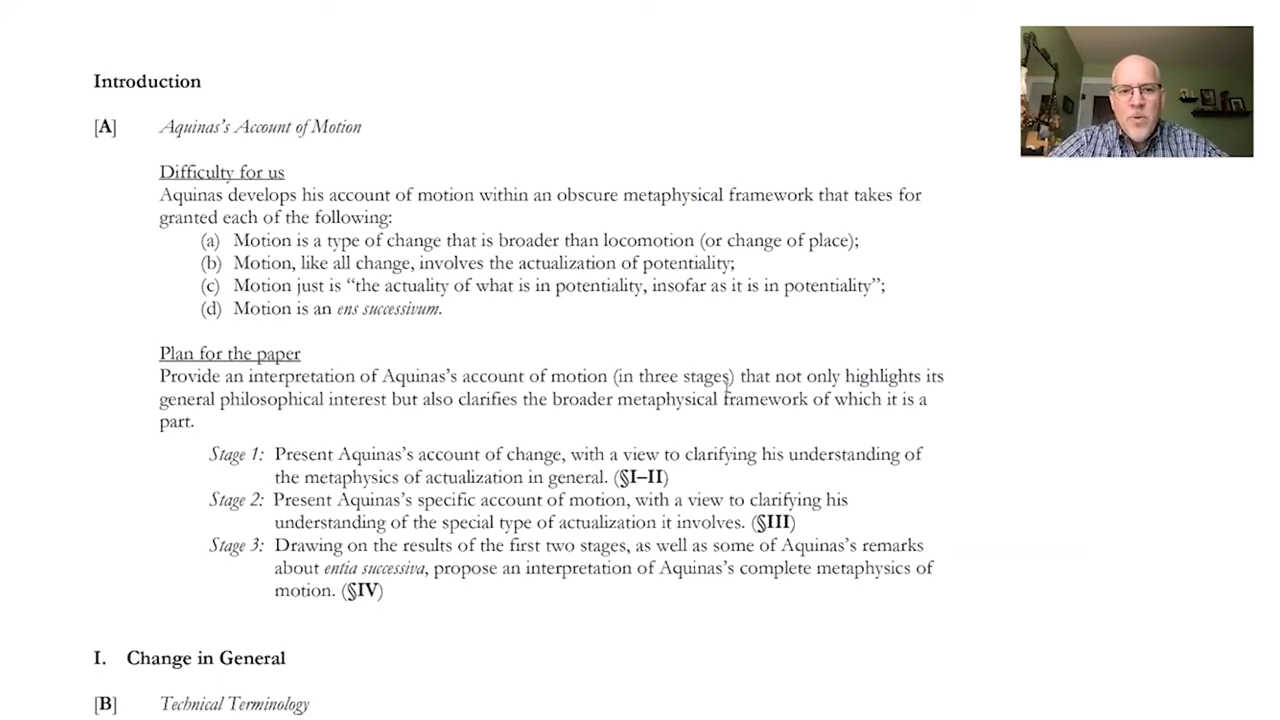 Introduction
[A] Aquinas's Account of Motion
Difficulty for us
Aquinas develops his account of motion within an obscure metaphysical framework that takes for
granted each of the following:
(a) Motion is a type of change that is broader than locomotion (or change of place);
(b) Motion, like all change, involves the actualization of potentiality;
(c) Motion just is “the actuality of what is in potentiality, insofar as it is in potentiality”;
(d) Motion is an ens successivum.
Plan for the paper
Provide an interpretation of Aquinas's account of motion (in three stages) that not only highlights its
general philosophical interest but also clarifies the broader metaphysical framework of which it is a
part.
Stage 1: Present Aquinas's account of change, with a view to clarifying his understanding of
the metaphysics of actualization in general. (§I–II)
Stage 2: Present Aquinas's specific account of motion, with a view to clarifying his
understanding of the special type of actualization it involves. (§III)
Stage 3: Drawing on the results of the first two stages, as well as some of Aquinas's remarks
about entia successiva, propose an interpretation of Aquinas's complete metaphysics of
motion. (§IV)
I. Change in General
[B] Technical Terminology